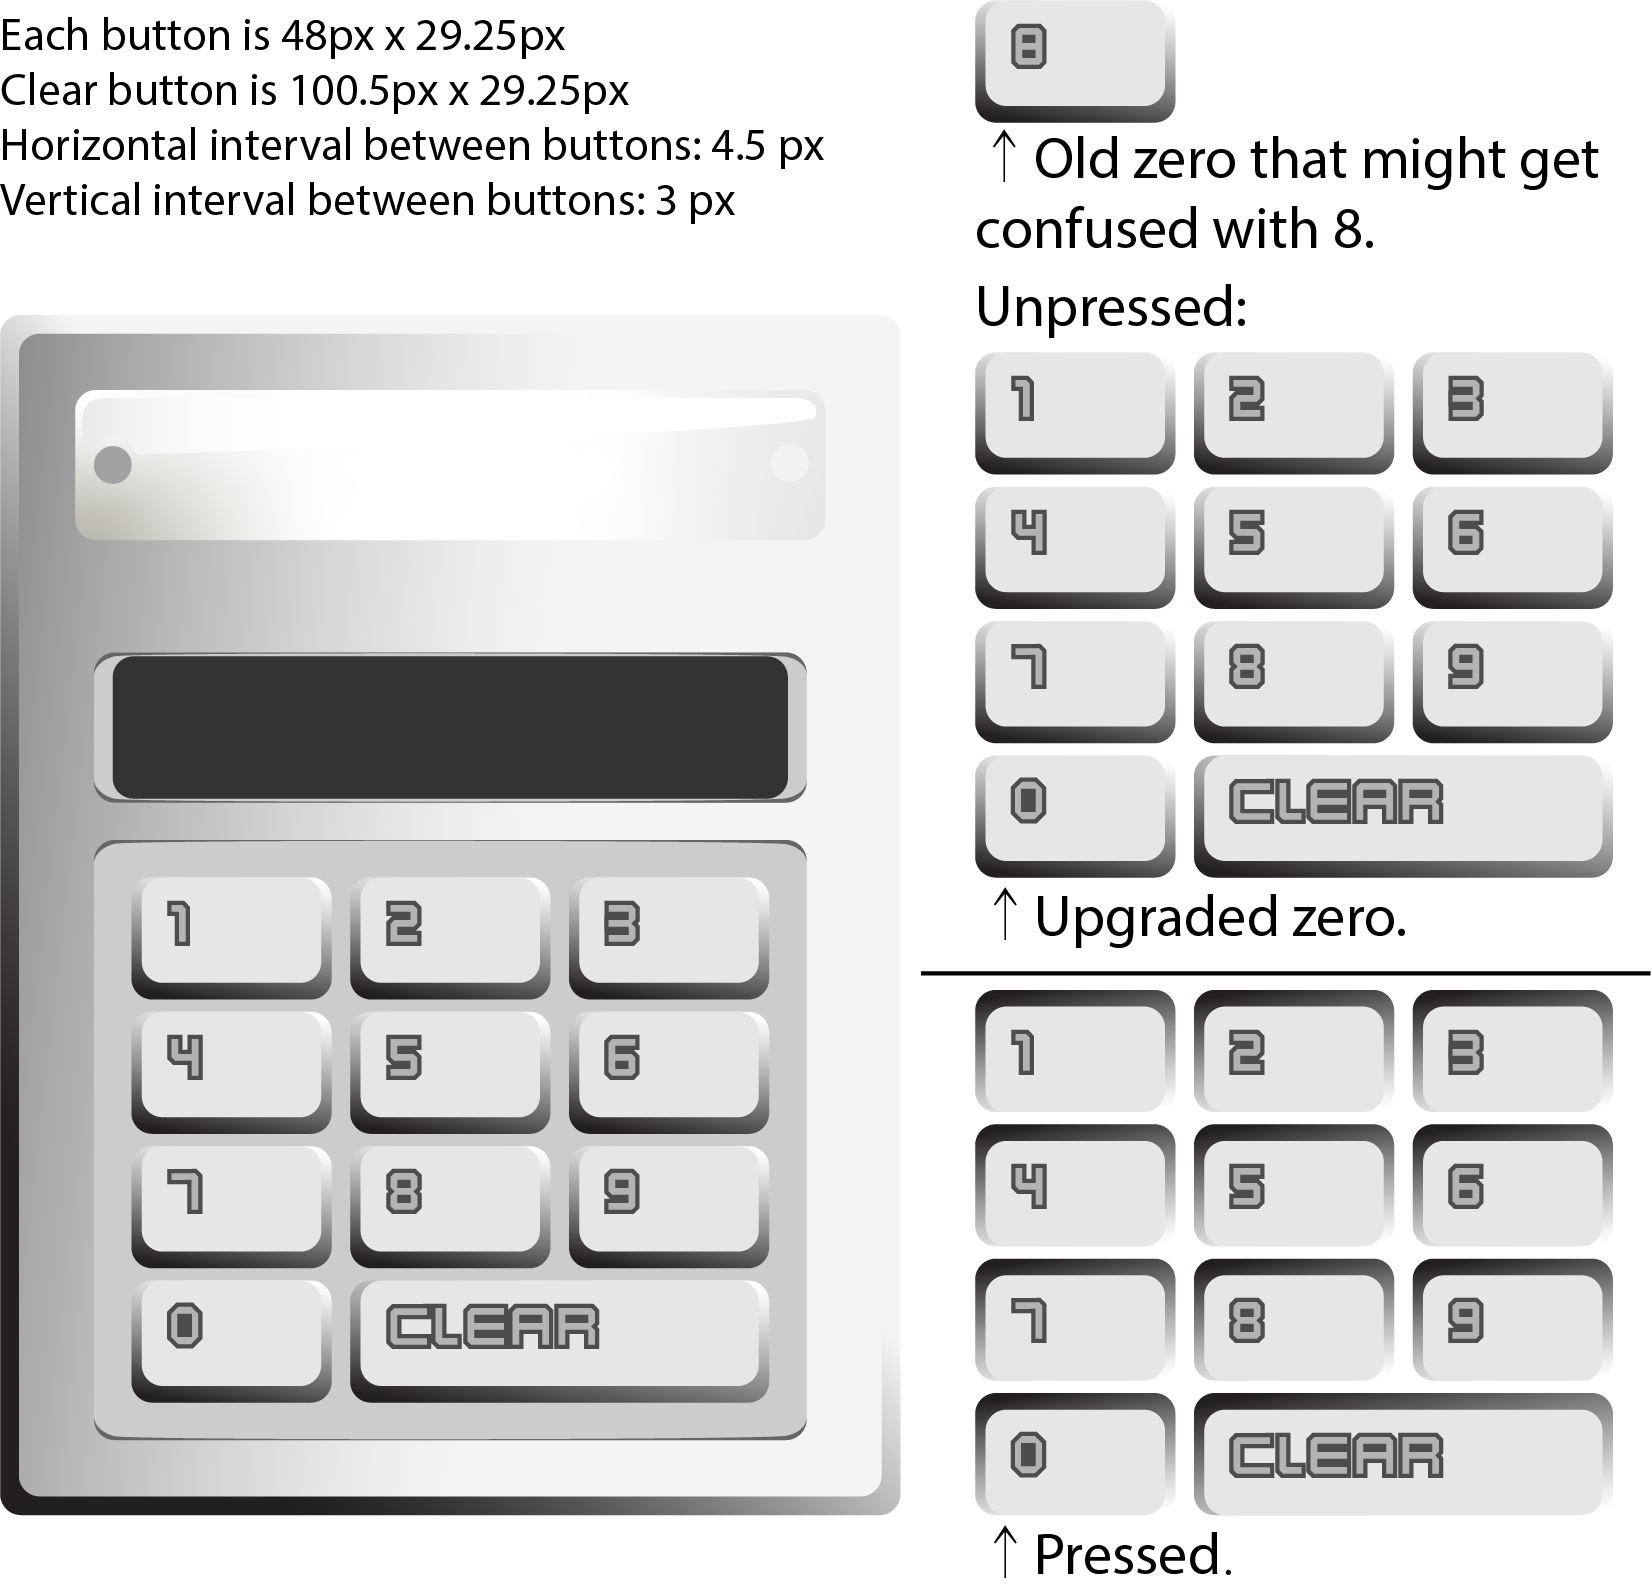 Each button is 48px x 29.25px
Clear button is 100.5px x 29.25px
Horizontal interval between buttons: 4.5 px
Vertical interval between buttons: 3 px
1 2 3
4 5 6
7 8 9
0 CLEAR
0
↑ Old zero that might get
confused with 8.
Unpressed:
1 2 3
4 5 6
7 8 9
0 CLEAR
↑ Upgraded zero.
1 2 3
4 5 6
7 8 9
0 CLEAR
↑ Pressed.